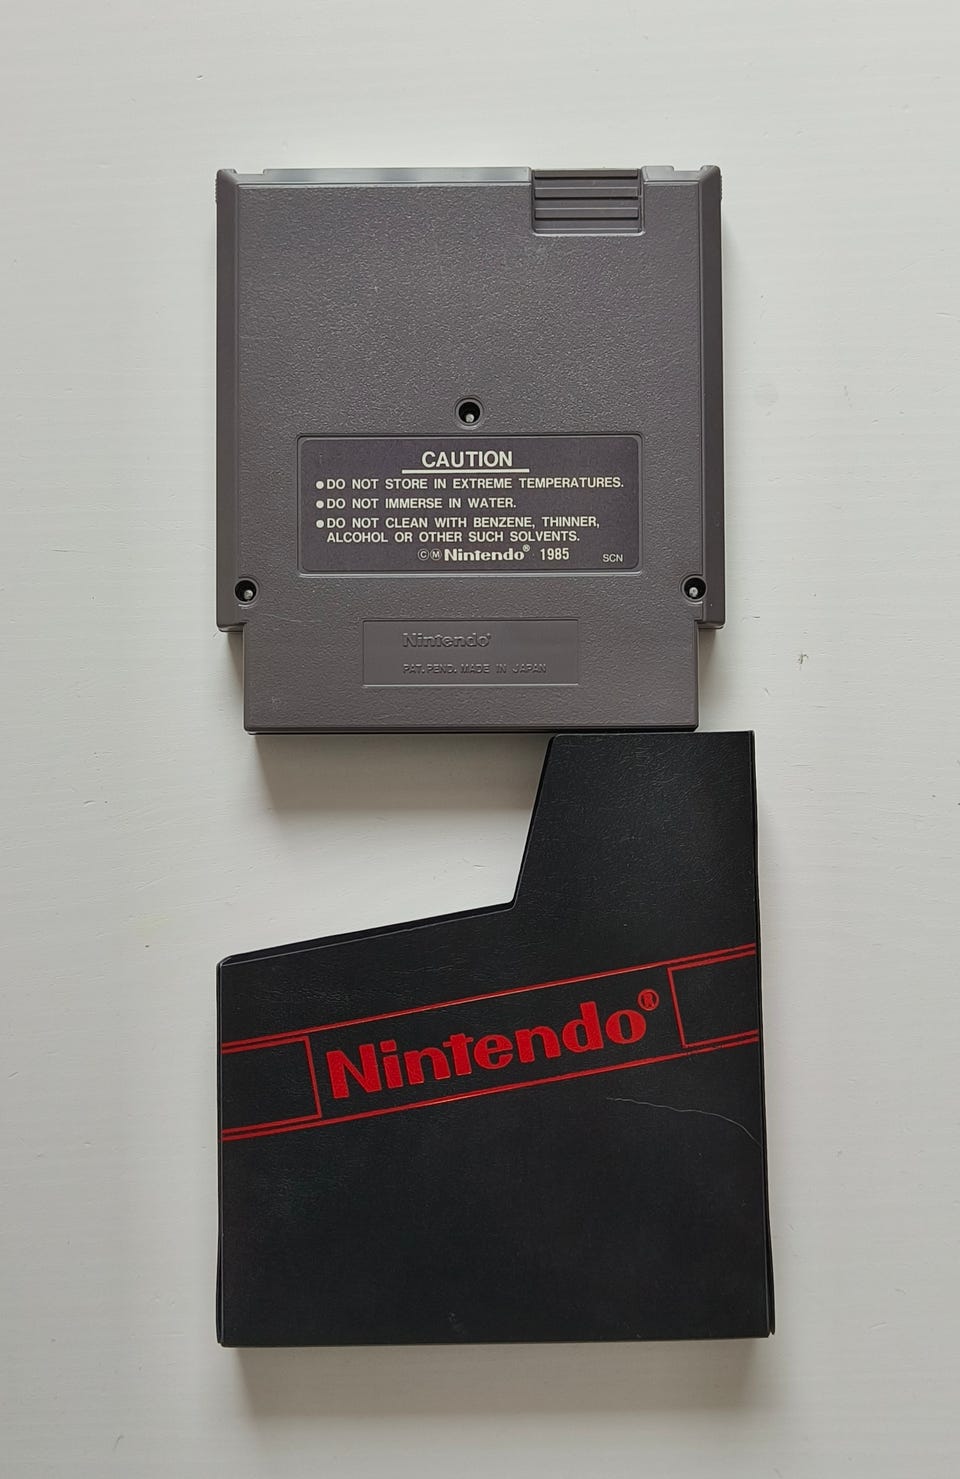 CAUTION
●DO NOT STORE IN EXTREME TEMPERATURES.
●DO NOT IMMERSE IN WATER.
●DO NOT CLEAN WITH BENZENE, THINNER,
ALCOHOL OR OTHER SUCH SOLVENTS.
ⒸⓂNintendo® 1985 SCN
Nintendo®
PAT.PEND. MADE IN JAPAN
Nintendo®